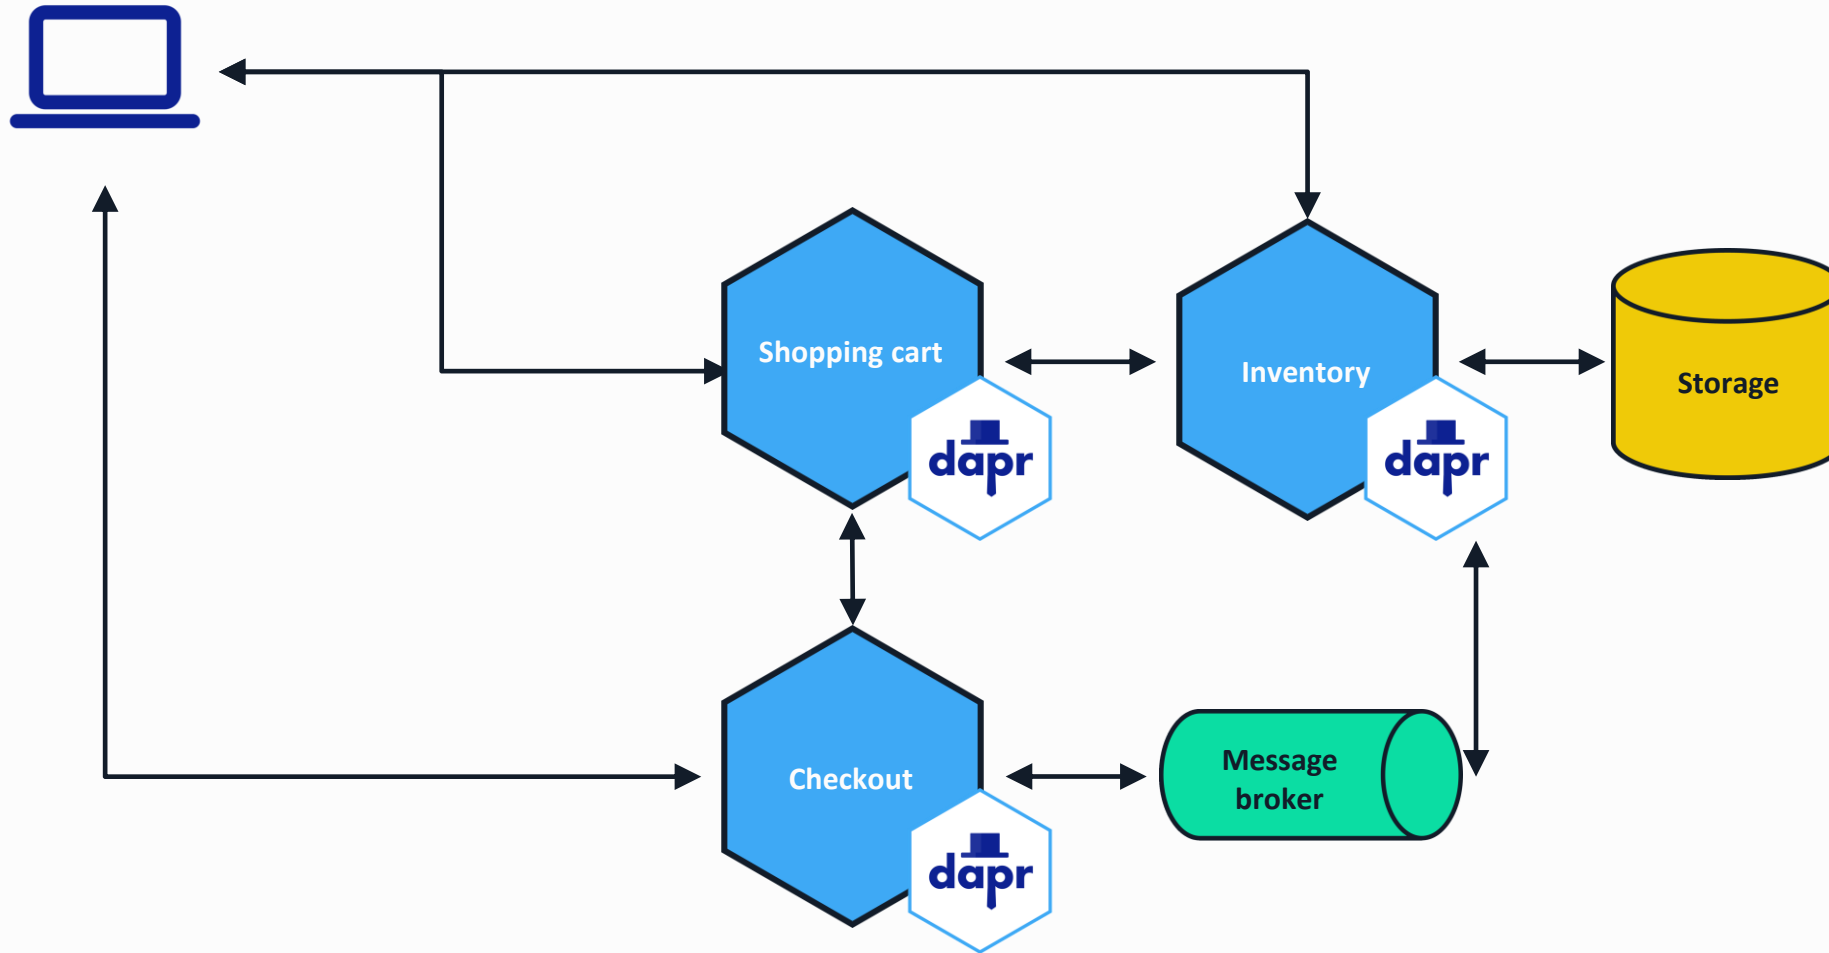 Shopping cart
dapr
Inventory
dapr
Storage
Checkout
dapr
Message
broker